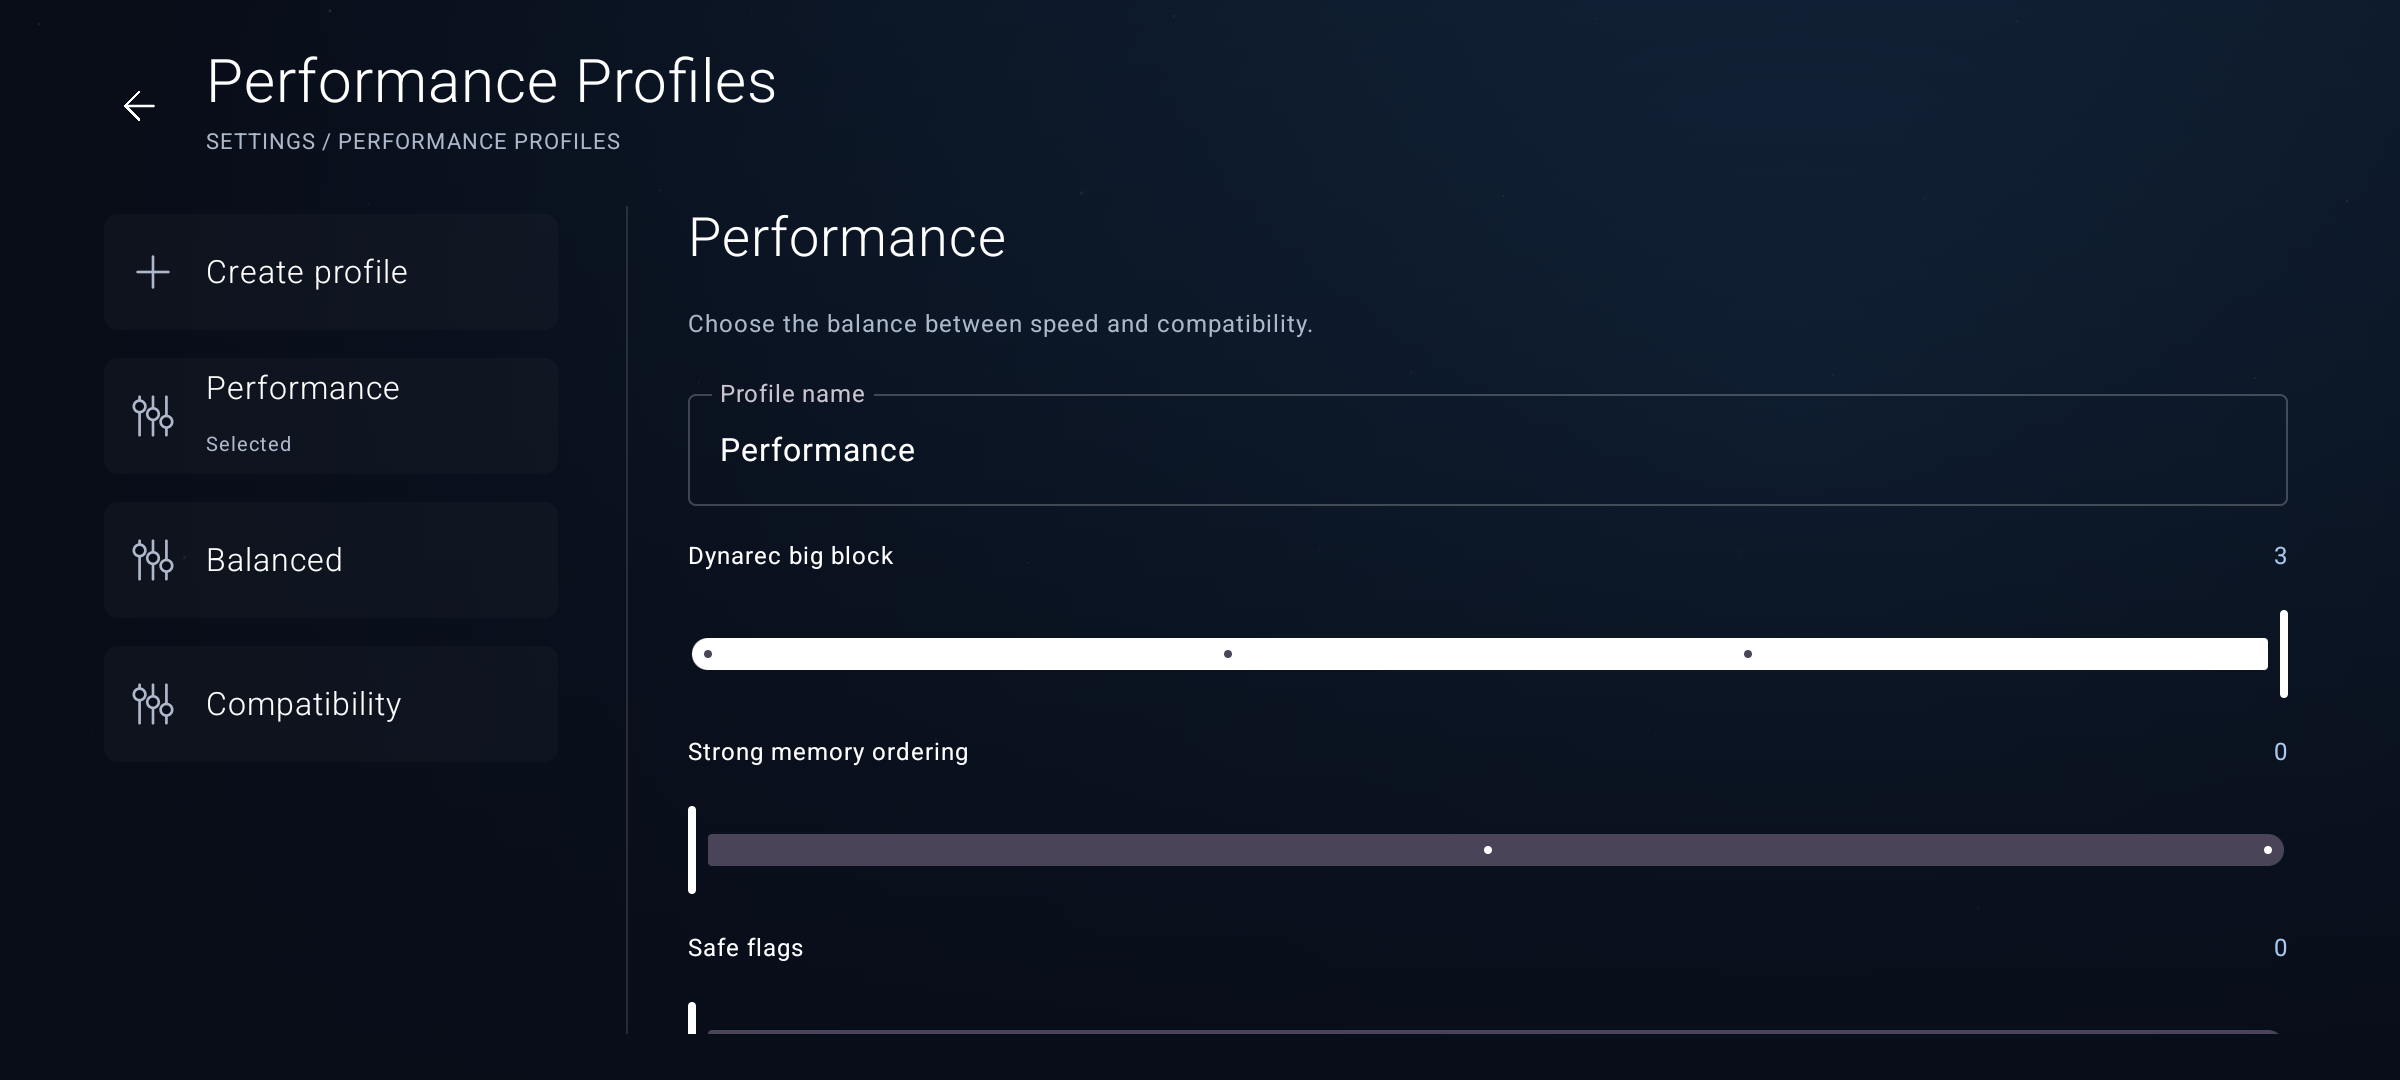 Performance Profiles
SETTINGS / PERFORMANCE PROFILES
Create profile
Performance
Selected
Balanced
Compatibility
Performance
Choose the balance between speed and compatibility.
Profile name
Performance
Dynarec big block
3
Strong memory ordering
0
Safe flags
0